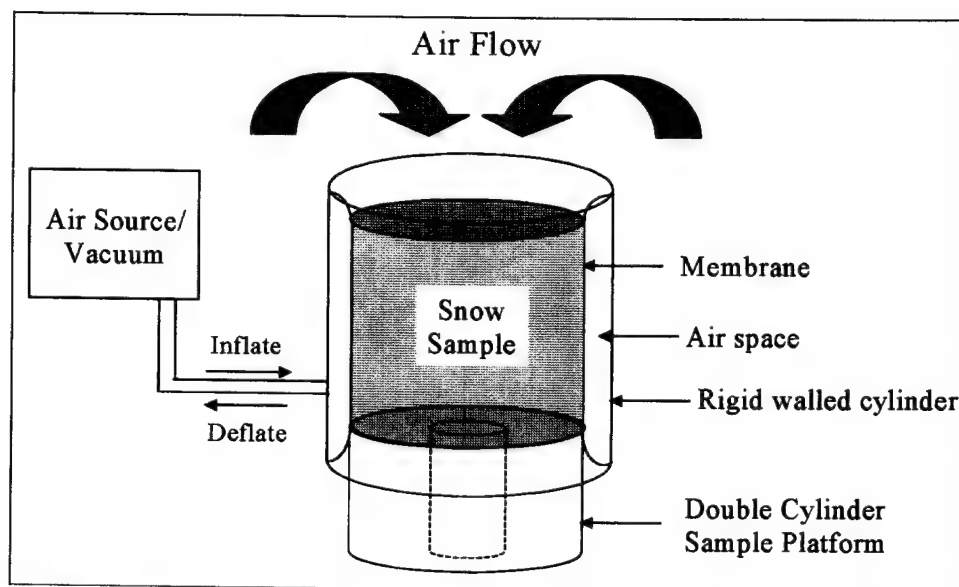 Air Flow
Air Source/
Vacuum
Membrane
Snow
Sample
Air space
Inflate
Rigid walled cylinder
Deflate
Double Cylinder
Sample Platform